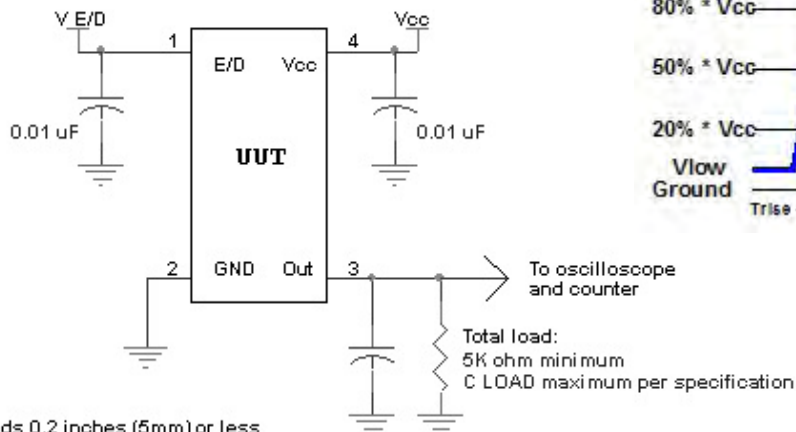 V E/D
Vcc
1
4
E/D Vcc
0.01 uF
0.01 uF
UUT
2
GND Out
3
To oscilloscope
and counter
Total load:
5K ohm minimum
C LOAD maximum per specification
0.2 inches (5mm) or less
80% * Vcc
50% * Vcc
20% * Vcc
Vlow
Ground
Trise